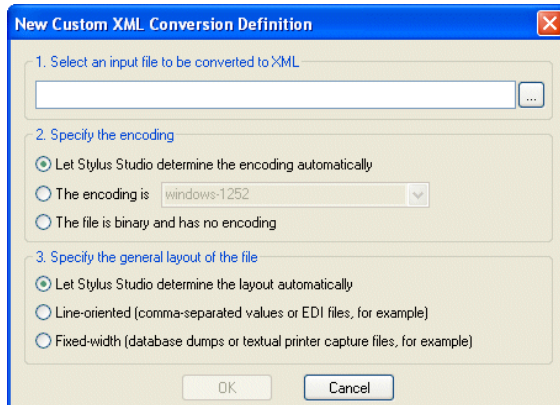 New Custom XML Conversion Definition
1. Select an input file to be converted to XML
...
2. Specify the encoding
Let Stylus Studio determine the encoding automatically
The encoding is windows-1252
The file is binary and has no encoding
3. Specify the general layout of the file
Let Stylus Studio determine the layout automatically
Line-oriented (comma-separated values or EDI files, for example)
Fixed-width (database dumps or textual printer capture files, for example)
OK Cancel